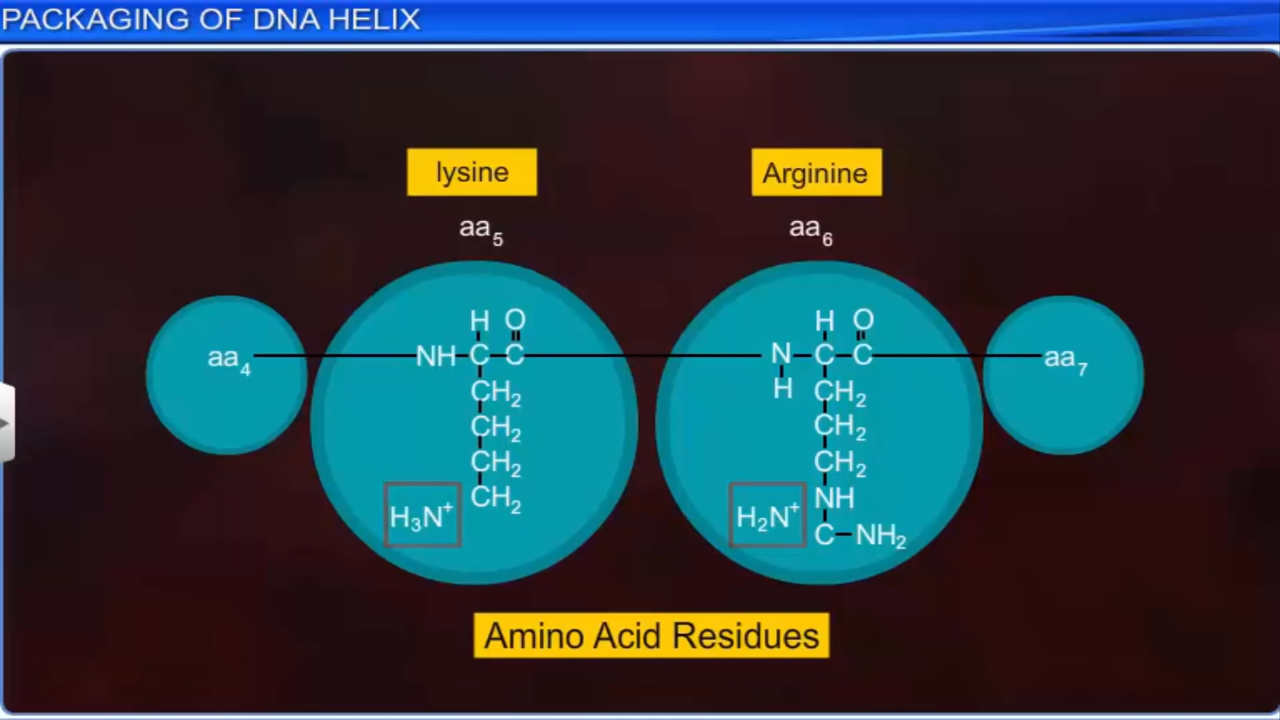 PACKAGING OF DNA HELIX
lysine
Arginine
aa5
aa6
H O
H O
aa4
NH C C
N C C
aa7
H
CH2
CH2
CH2
CH2
CH2
CH2
H3N+
CH2
H2N+
NH
C NH2
Amino Acid Residues